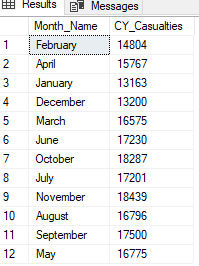 Results Messages
Month_Name CY_Casualties
1 February 14804
2 April 15767
3 January 13163
4 December 13200
5 March 16575
6 June 17230
7 October 18287
8 July 17201
9 November 18439
10 August 16796
11 September 17500
12 May 16775